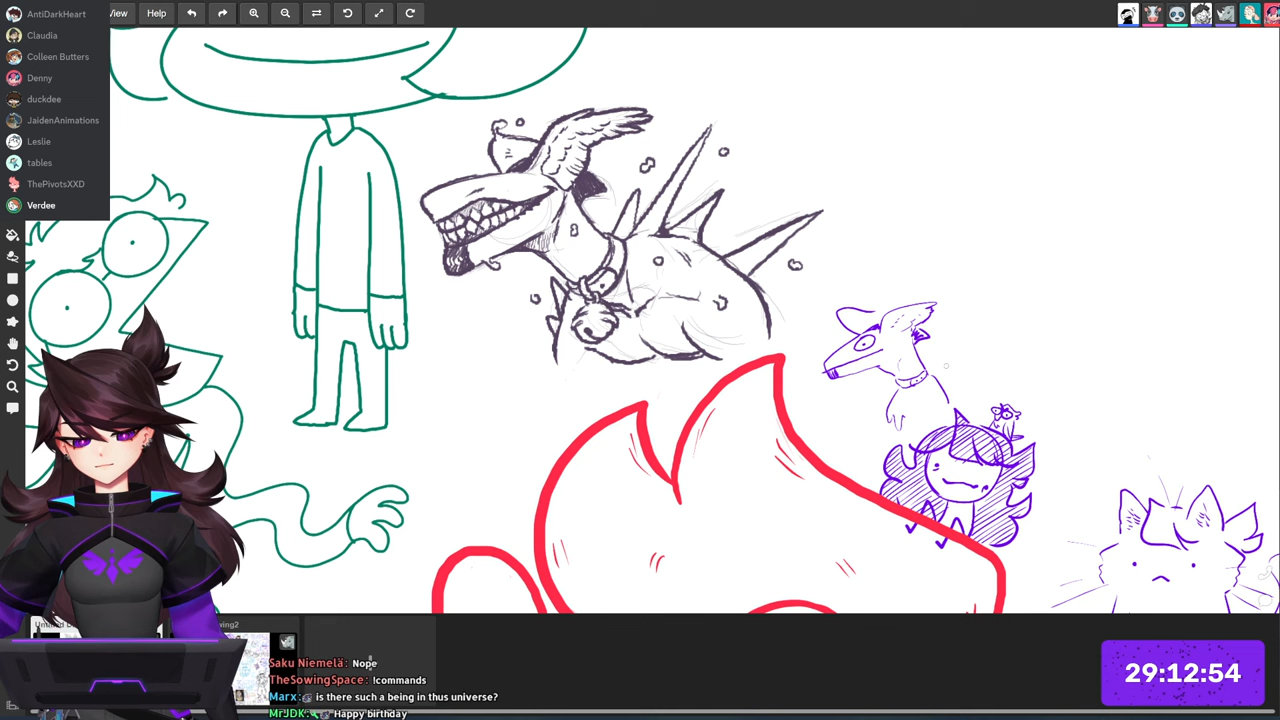 AntiDarkHeart
View
Help
Claudia
Colleen Butters
Denny
duckdee
JaidenAnimations
Leslie
tables
ThePivotsXXD
Verdee
Saku Niemelä: Nope
TheSowingSpace: !commands
Marx: is there such a being in thus universe?
MrJDK: Happy birthday
29:12:54